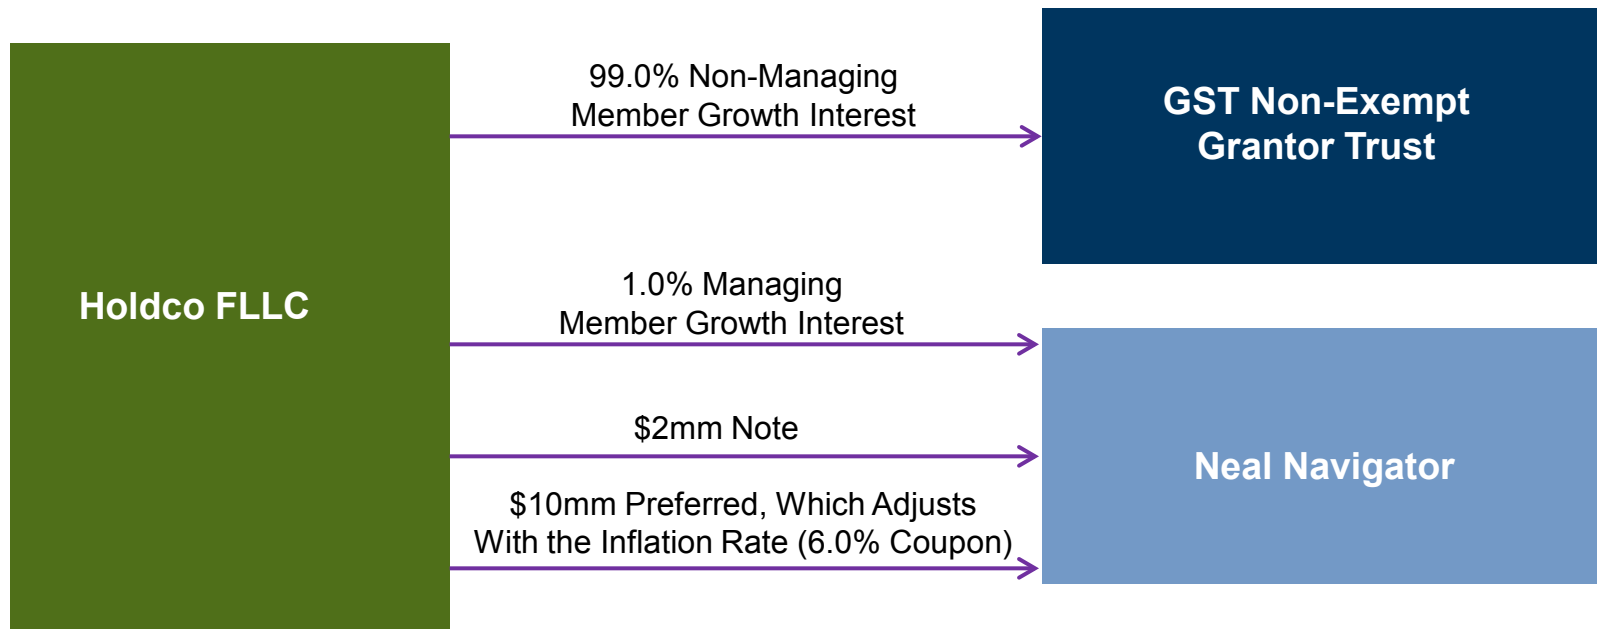 Holdco FLLC
99.0% Non-Managing
Member Growth Interest
GST Non-Exempt
Grantor Trust
1.0% Managing
Member Growth Interest
$2mm Note
$10mm Preferred, Which Adjusts
With the Inflation Rate (6.0% Coupon)
Neal Navigator